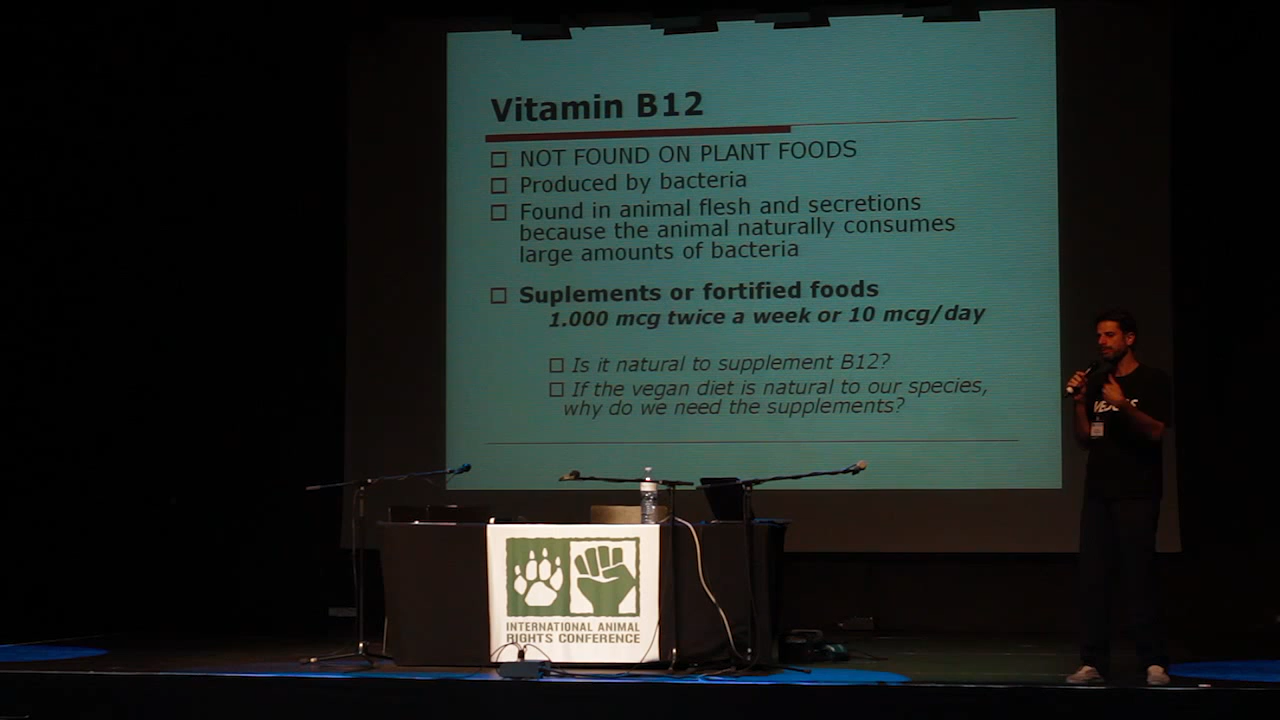 Vitamin B12
NOT FOUND ON PLANT FOODS
Produced by bacteria
Found in animal flesh and secretions
because the animal naturally consumes
large amounts of bacteria
Suplements or fortified foods
1.000 mcg twice a week or 10 mcg/day
Is it natural to supplement B12?
If the vegan diet is natural to our species,
why do we need the supplements?
INTERNATIONAL ANIMAL
RIGHTS CONFERENCE